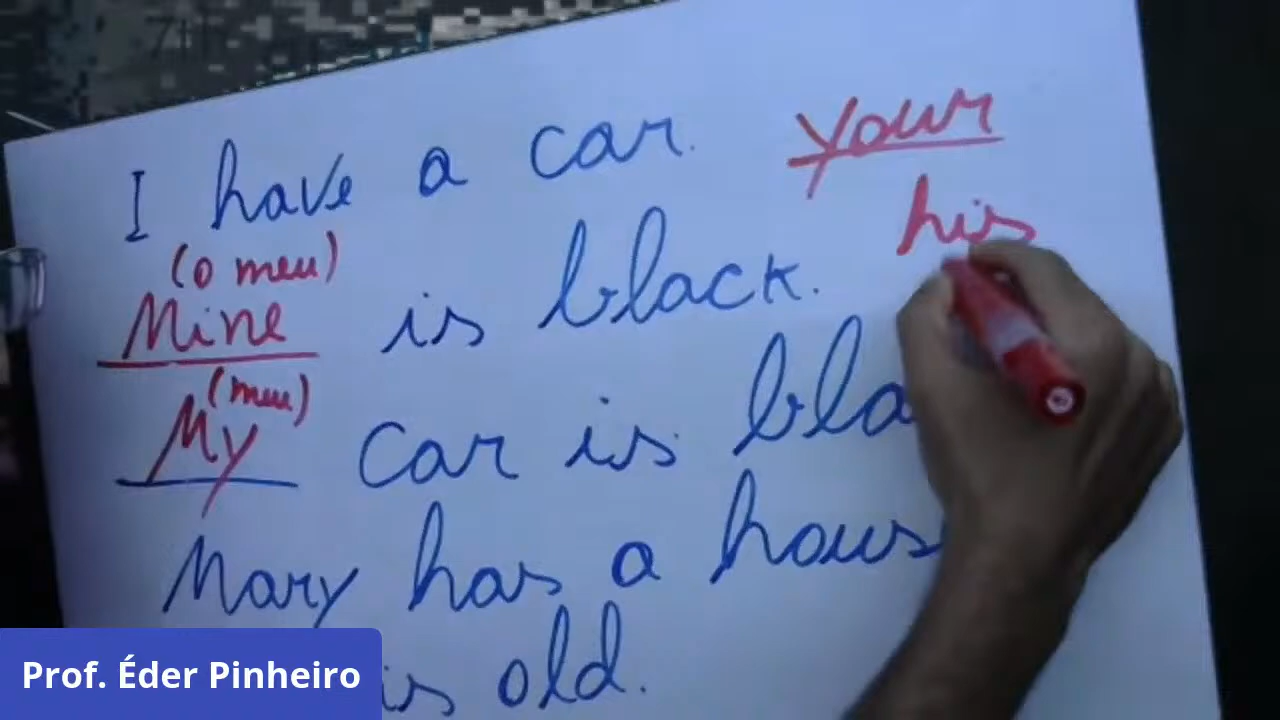 I have a car.
your
his
(o meu)
Mine is black.
(meu)
My car is bla
Mary has a hous
is old.
Prof. Éder Pinheiro